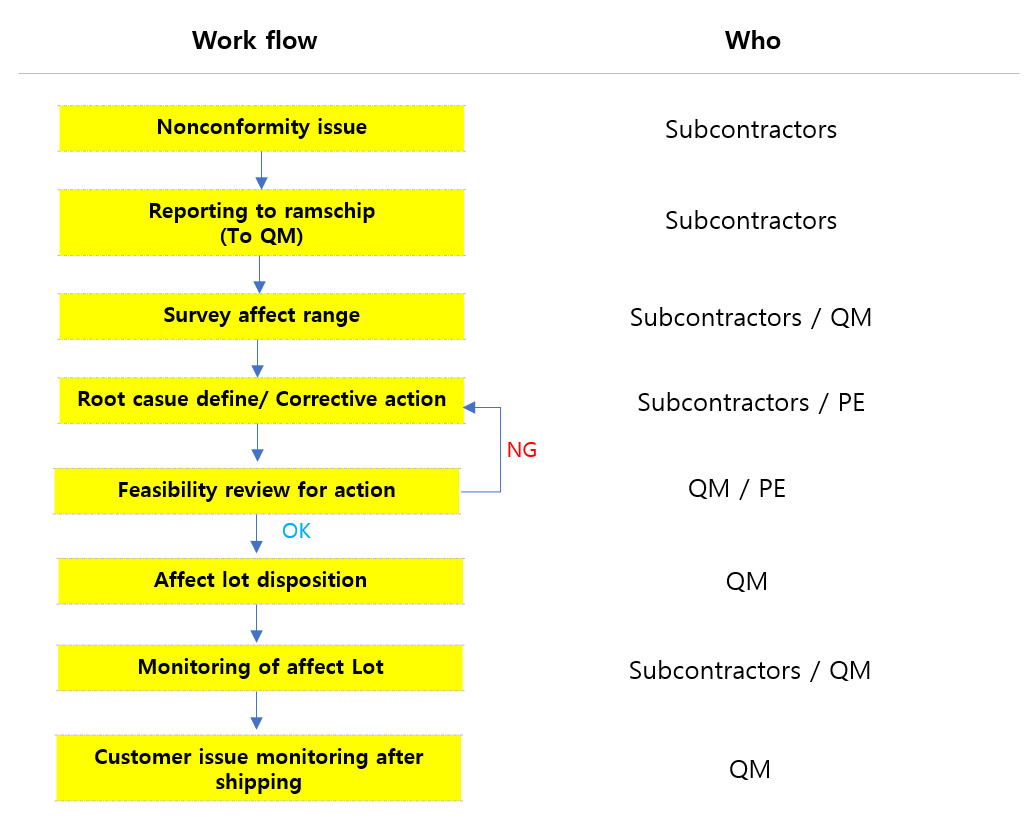 Work flow
Who
Nonconformity issue
Subcontractors
Reporting to ramschip
(To QM)
Subcontractors
Survey affect range
Subcontractors / QM
Root casue define/ Corrective action
Subcontractors / PE
NG
Feasibility review for action
QM / PE
OK
Affect lot disposition
QM
Monitoring of affect Lot
Subcontractors / QM
Customer issue monitoring after
shipping
QM